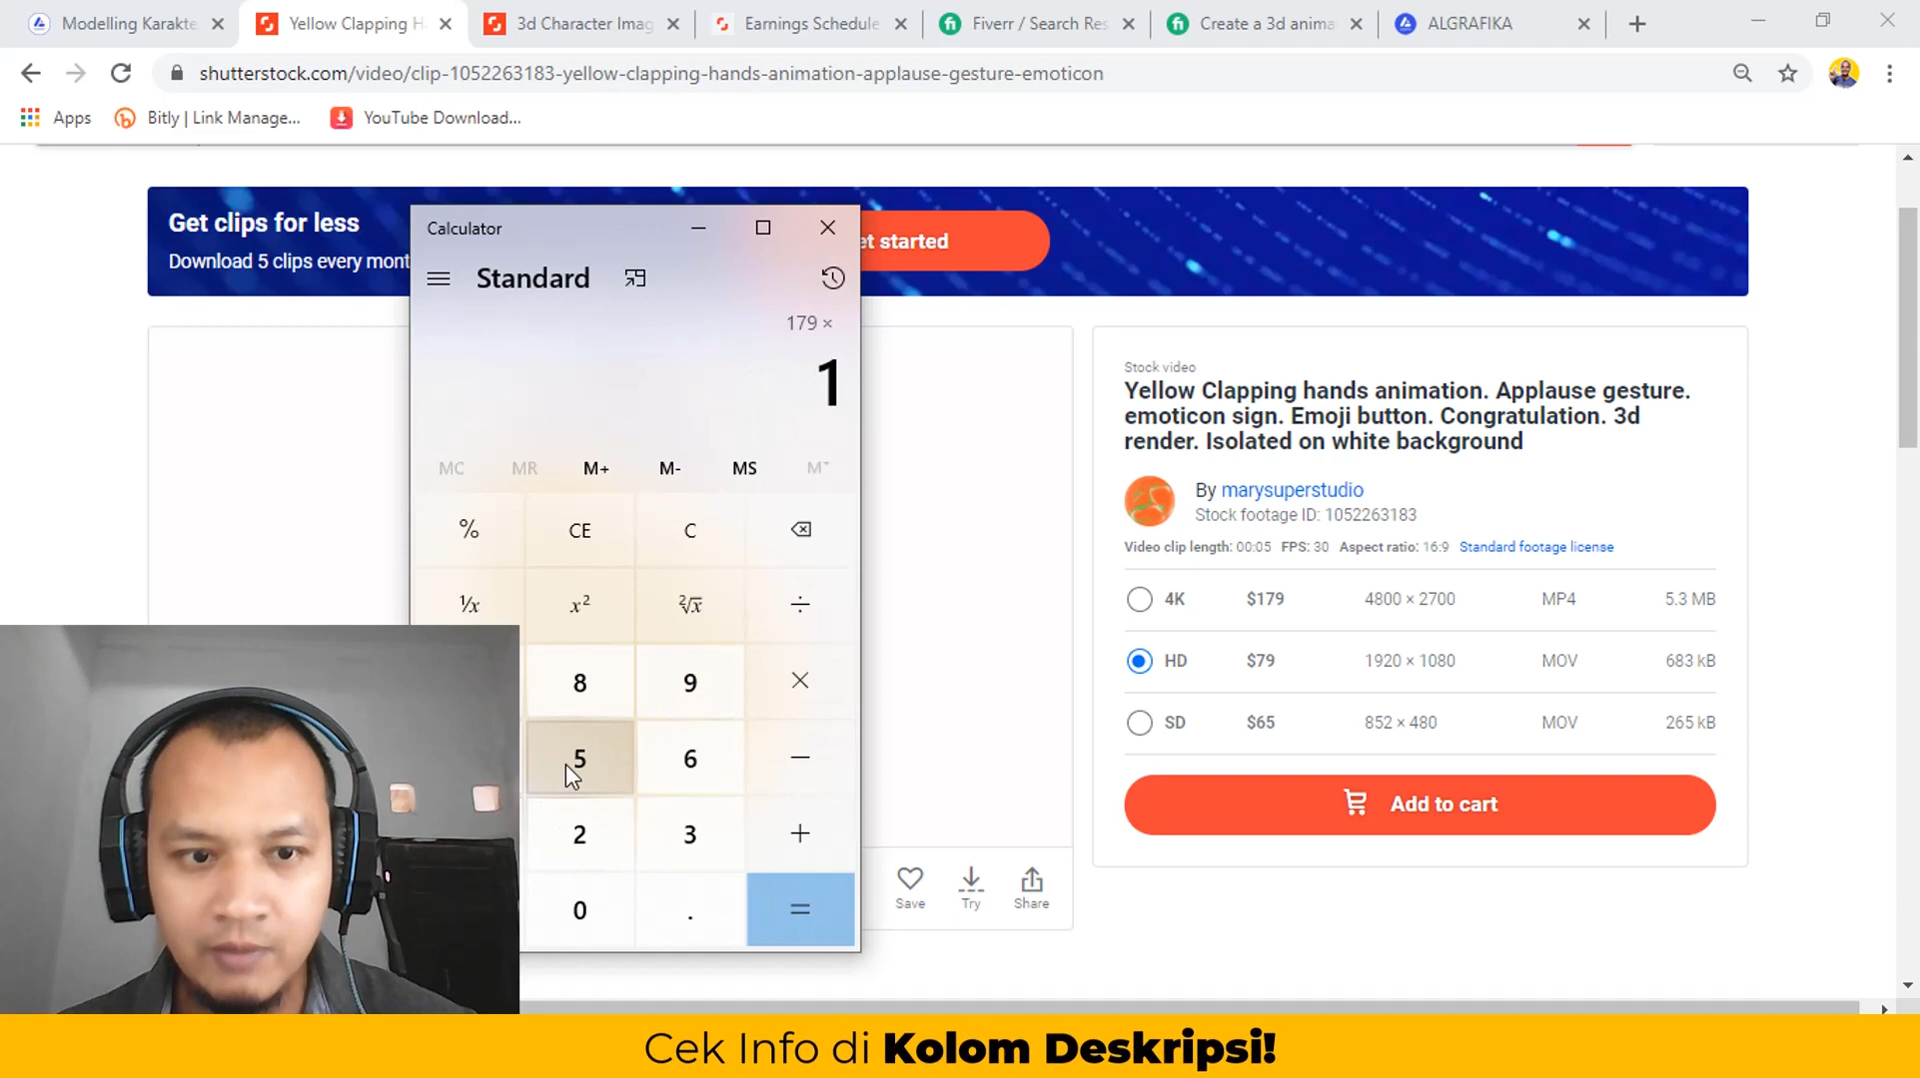 Modelling Karakte
Yellow Clapping H
3d Character Imag
Earnings Schedule
Fiverr / Search Res
Create a 3d anima
ALGRAFIKA
shutterstock.com/video/clip-1052263183-yellow-clapping-hands-animation-applause-gesture-emoticon
Apps
Bitly | Link Manage...
YouTube Download...
Get clips for less
Download 5 clips every mont
et started
Calculator
Standard
179 ×
1
MC MR M+ M- MS M
% CE C
¹/x x² ²√x ÷
8 9 ×
5 6 −
2 3 +
0 . =
Save
Try
Share
Stock video
Yellow Clapping hands animation. Applause gesture.
emoticon sign. Emoji button. Congratulation. 3d
render. Isolated on white background
By marysuperstudio
Stock footage ID: 1052263183
Video clip length: 00:05 FPS: 30 Aspect ratio: 16:9 Standard footage license
4K $179 4800 × 2700 MP4 5.3 MB
HD $79 1920 × 1080 MOV 683 kB
SD $65 852 × 480 MOV 265 kB
Add to cart
Cek Info di Kolom Deskripsi!